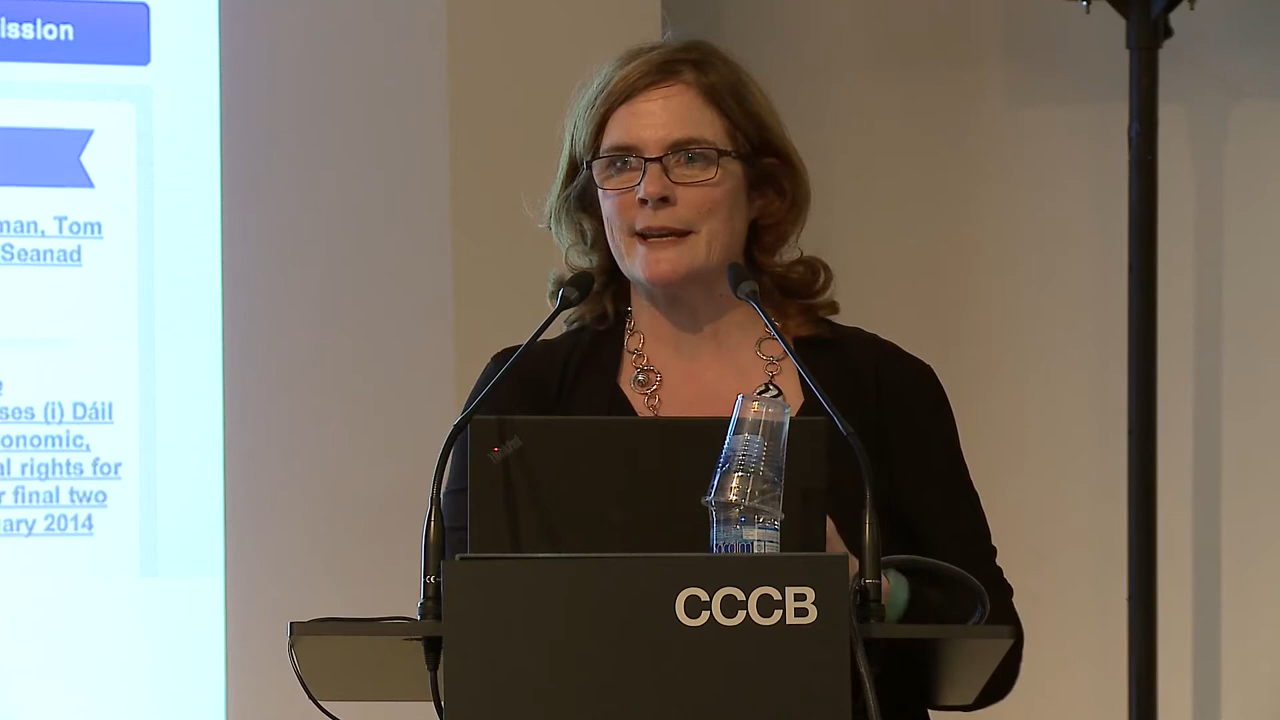 ission
man, Tom
Seanad
ses (i) Dáil
onomic,
al rights for
r final two
ary 2014
CCCB